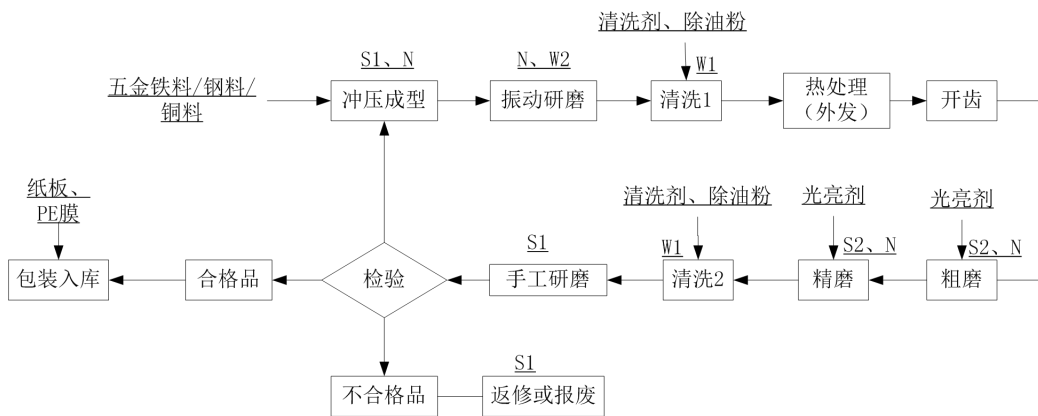 清洗剂、除油粉
S1、N
N、W2
W1
五金铁料/钢料/
铜料
冲压成型
振动研磨
清洗1
热处理
(外发)
开齿
纸板、
PE膜
清洗剂、除油粉
光亮剂
光亮剂
S1
W1
S2、N
S2、N
包装入库
合格品
检验
手工研磨
清洗2
精磨
粗磨
S1
不合格品
返修或报废